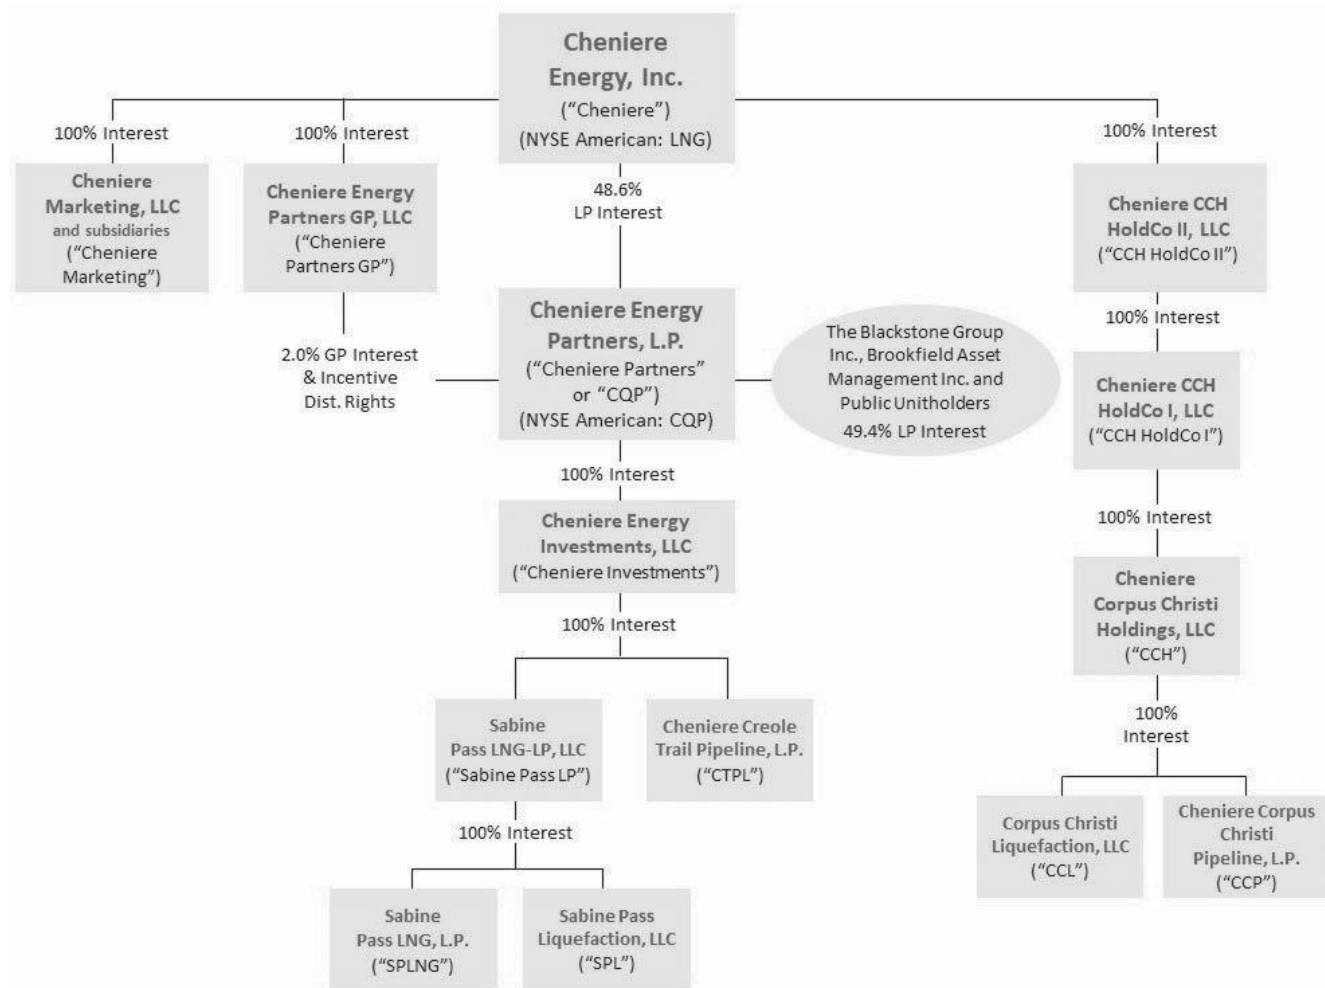 Cheniere
Energy, Inc.
(“Cheniere”)
(NYSE American: LNG)
100% Interest
100% Interest
100% Interest
Cheniere
Marketing, LLC
and subsidiaries
(“Cheniere
Marketing”)
Cheniere Energy
Partners GP, LLC
(“Cheniere
Partners GP”)
48.6%
LP Interest
Cheniere CCH
HoldCo II, LLC
(“CCH HoldCo II”)
2.0% GP Interest
& Incentive
Dist. Rights
Cheniere Energy
Partners, L.P.
(“Cheniere Partners”
or “CQP”)
(NYSE American: CQP)
The Blackstone Group
Inc., Brookfield Asset
Management Inc. and
Public Unitholders
49.4% LP Interest
100% Interest
Cheniere CCH
HoldCo I, LLC
(“CCH HoldCo I”)
100% Interest
Cheniere Energy
Investments, LLC
(“Cheniere Investments”)
100% Interest
Cheniere
Corpus Christi
Holdings, LLC
(“CCH”)
100% Interest
Sabine
Pass LNG-LP, LLC
(“Sabine Pass LP”)
Cheniere Creole
Trail Pipeline, L.P.
(“CTPL”)
100%
Interest
100% Interest
Corpus Christi
Liquefaction, LLC
(“CCL”)
Cheniere Corpus
Christi
Pipeline, L.P.
(“CCP”)
Sabine
Pass LNG, L.P.
(“SPLNG”)
Sabine Pass
Liquefaction, LLC
(“SPL”)